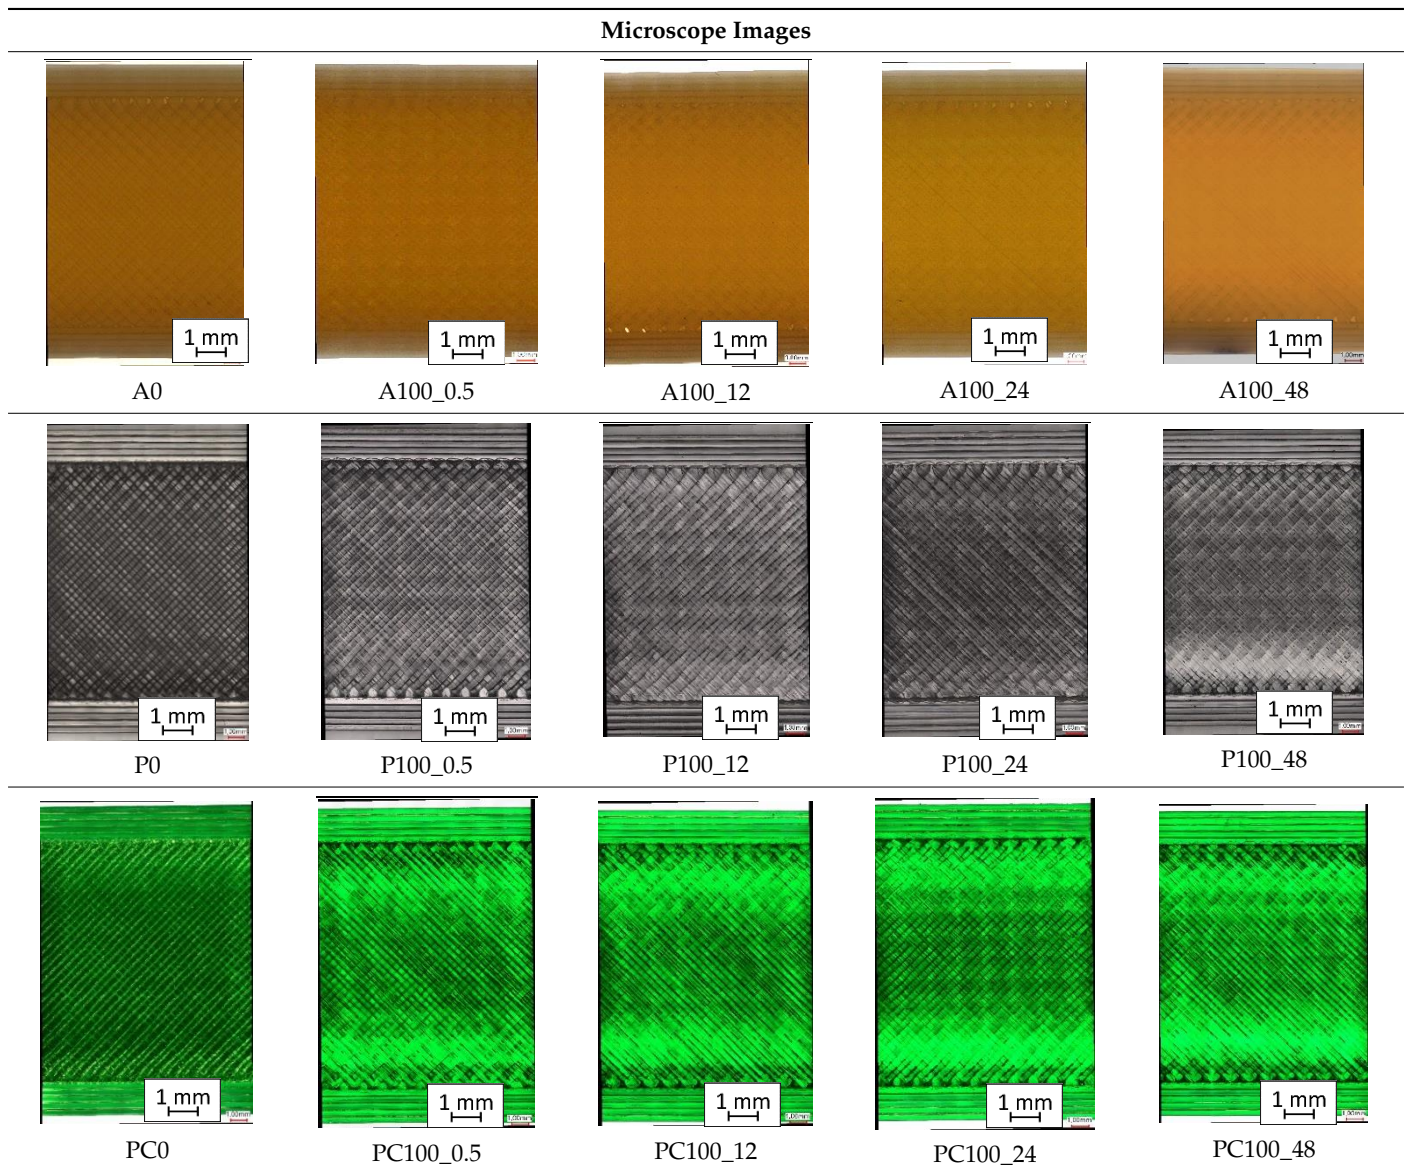 Microscope Images
1 mm 1 mm 1 mm 1 mm 1 mm
A0 A100_0.5 A100_12 A100_24 A100_48
1 mm 1 mm 1 mm 1 mm 1 mm
P0 P100_0.5 P100_12 P100_24 P100_48
1 mm 1 mm 1 mm 1 mm 1 mm
PC0 PC100_0.5 PC100_12 PC100_24 PC100_48